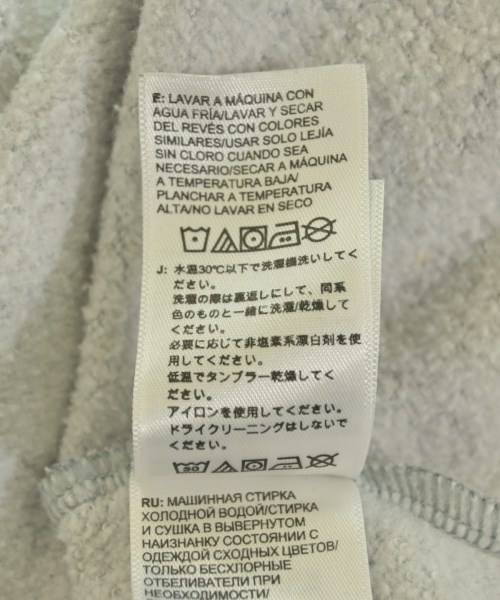 E: LAVAR A MÁQUINA CON
AGUA FRÍA/LAVAR Y SECAR
DEL REVÉS CON COLORES
SIMILARES/USAR SOLO LEJÍA
SIN CLORO CUANDO SEA
NECESARIO/SECAR A MÁQUINA
A TEMPERATURA BAJA/
PLANCHAR A TEMPERATURA
ALTA/NO LAVAR EN SECO
J: 水温30℃以下で洗濯機洗いしてく
ださい。
洗濯の際は裏返しにして、同系
色のものと一緒に洗濯/乾燥して
ください。
必要に応じて非塩素系漂白剤を使
用してください。
低温でタンブラー乾燥してく
ださい。
アイロンを使用してください。
ドライクリーニングはしないで
ください。
30
RU: МАШИННАЯ СТИРКА
ХОЛОДНОЙ ВОДОЙ/СТИРКА
И СУШКА В ВЫВЕРНУТОМ
НАИЗНАНКУ СОСТОЯНИИ С
ОДЕЖДОЙ СХОДНЫХ ЦВЕТОВ/
ТОЛЬКО БЕСХЛОРНЫЕ
ОТБЕЛИВАТЕЛИ ПРИ
НЕОБХОДИМОСТИ/